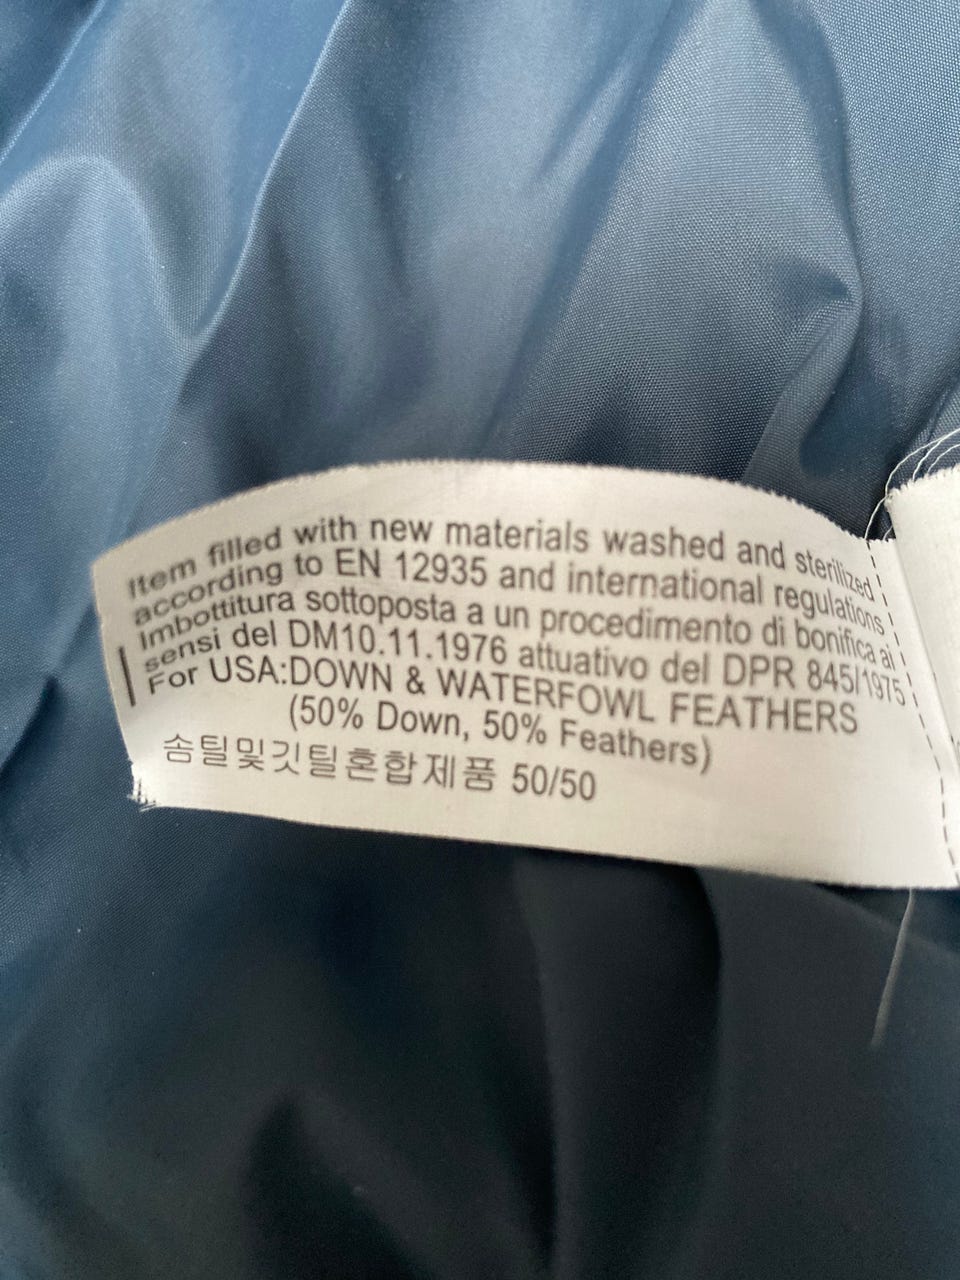 Item filled with new materials washed and sterilized
according to EN 12935 and international regulations
Imbottitura sottoposta a un procedimento di bonifica ai
sensi del DM10.11.1976 attuativo del DPR 845/1975
For USA:DOWN & WATERFOWL FEATHERS
(50% Down, 50% Feathers)
솜털및깃털혼합제품 50/50